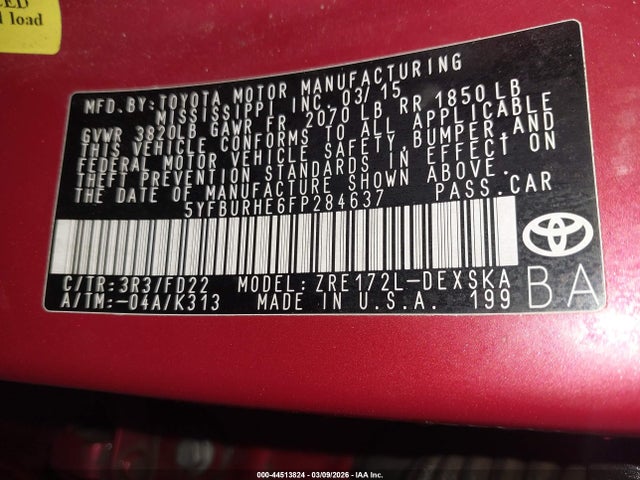 ED
l load
MFD.BY:TOYOTA MOTOR MANUFACTURING
MISSISSIPPI INC. 03/15
GVWR 3820LB GAWR FR 2070 LB RR 1850 LB
THIS VEHICLE CONFORMS TO ALL APPLICABLE
FEDERAL MOTOR VEHICLE SAFETY,BUMPER,AND
THEFT PREVENTION STANDARDS IN EFFECT ON
THE DATE OF MANUFACTURE SHOWN ABOVE.
5YFBURHE6FP284637 PASS.CAR
C/TR:3R3/FD22 MODEL: ZRE172L-DEXSKA
A/TM:-04A/K313 MADE IN U.S.A. 199 BA
000-44513824 - 03/09/2026 - IAA Inc.